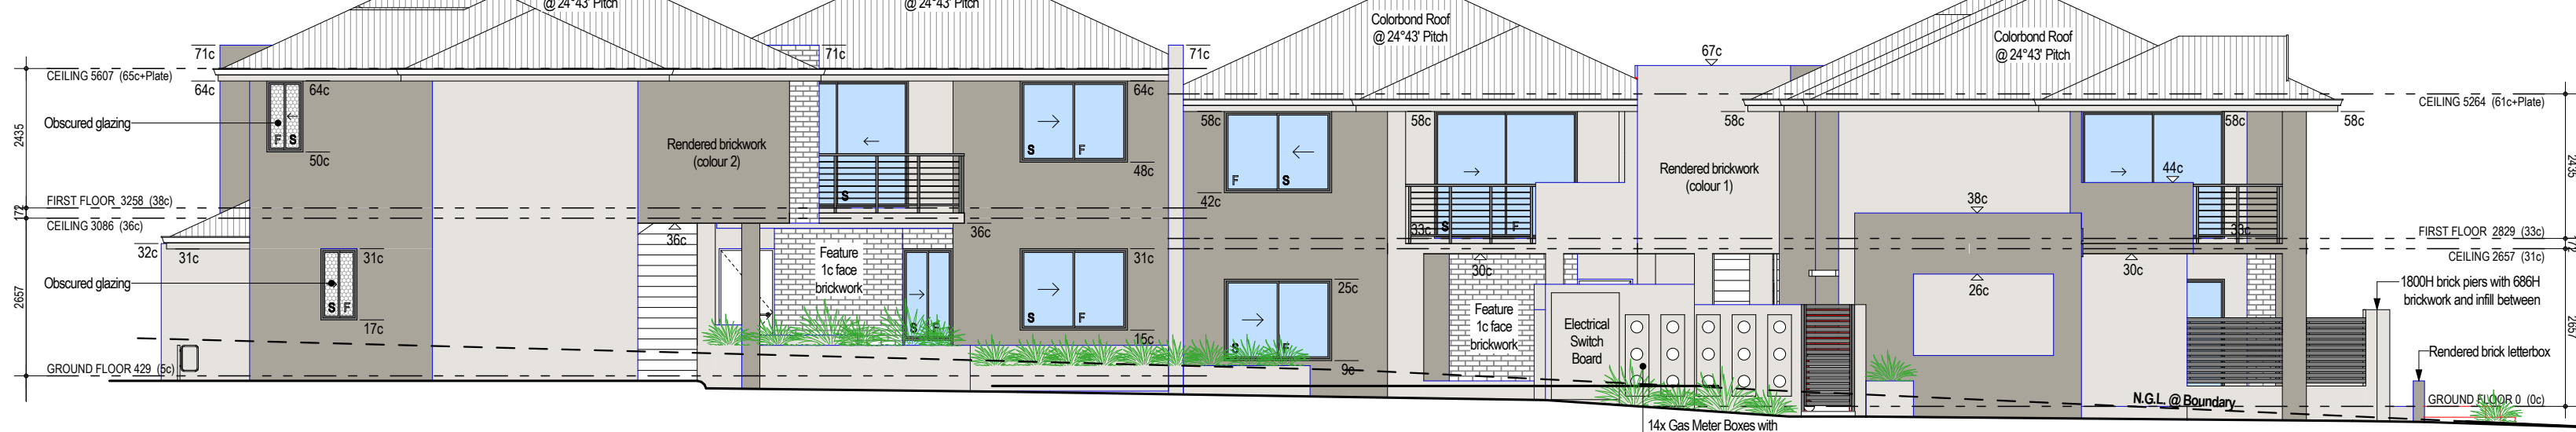 @ 24°43' Pitch
@ 24°43' Pitch
Colorbond Roof
@ 24°43' Pitch
Colorbond Roof
@ 24°43' Pitch
71c
71c
71c
67c
CEILING 5607 (65c+Plate)
64c
64c
64c
CEILING 5264 (61c+Plate)
58c
58c
58c
58c
58c
Obscured glazing
F S
50c
Rendered brickwork
(colour 2)
S
S F
48c
F S
42c
Rendered brickwork
(colour 1)
44c
2435
2435
FIRST FLOOR 3258 (38c)
172
CEILING 3086 (36c)
36c
36c
38c
S F
33c
33c
FIRST FLOOR 2829 (33c)
172
CEILING 2657 (31c)
32c
31c
31c
31c
30c
30c
Obscured glazing
S F
17c
Feature
1c face
brickwork
S
S F
15c
25c
S F
9c
Feature
1c face
brickwork
Electrical
Switch
Board
26c
1800H brick piers with 686H
brickwork and infill between
2657
2657
Rendered brick letterbox
GROUND FLOOR 429 (5c)
N.G.L. @ Boundary
GROUND FLOOR 0 (0c)
14x Gas Meter Boxes with